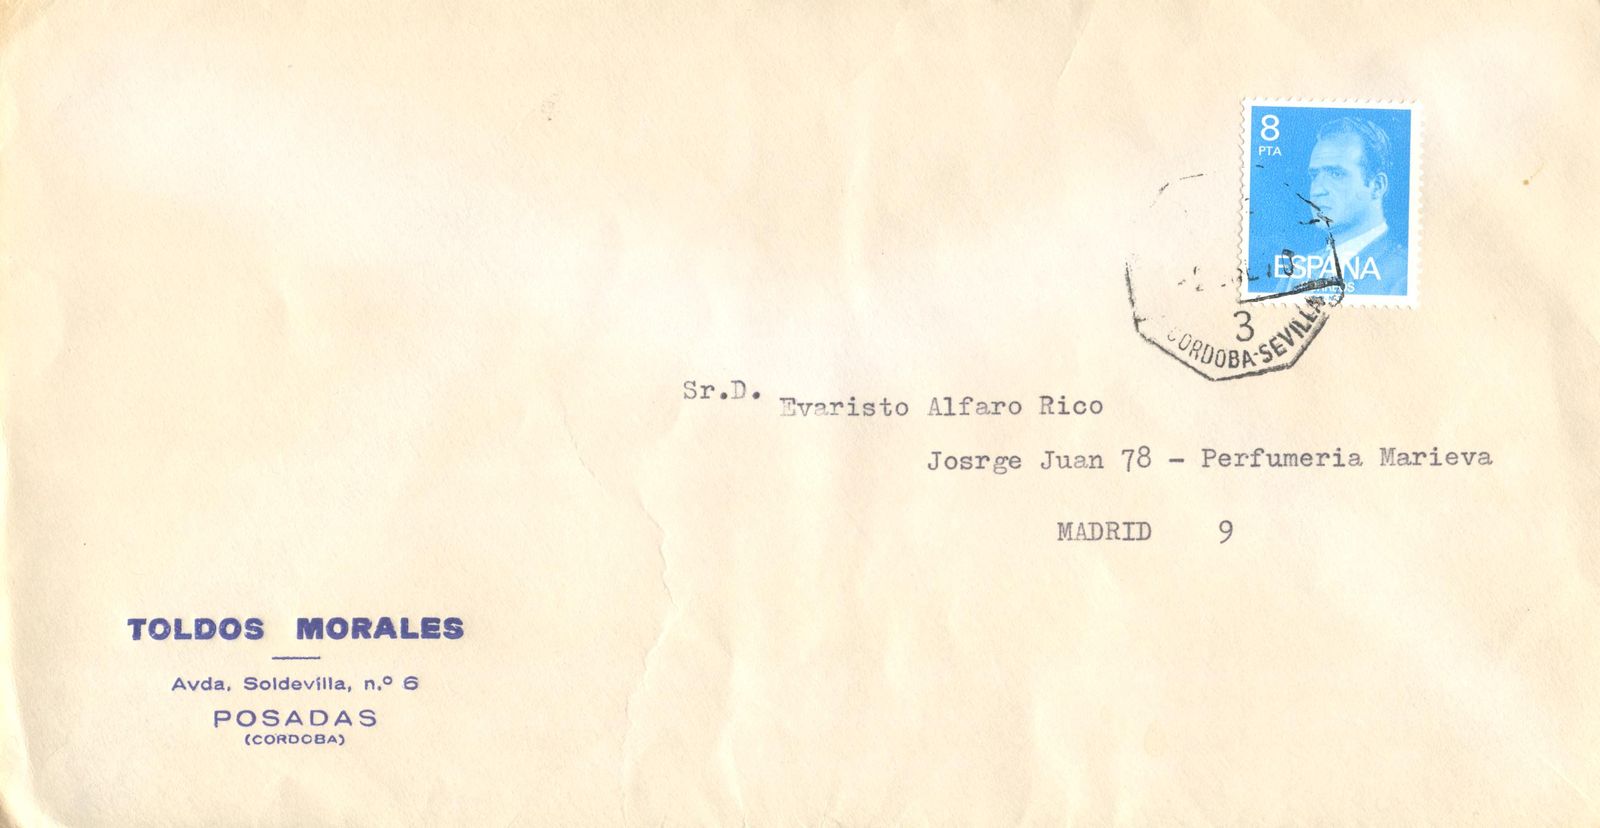 8
PTA
ESPAÑA
CORREOS
3
CORDOBA-SEVILLA
Sr.D. Evaristo Alfaro Rico
Josrge Juan 78 - Perfumeria Marieva
MADRID 9
TOLDOS MORALES
Avda. Soldevilla, n.º 6
POSADAS
(CORDOBA)